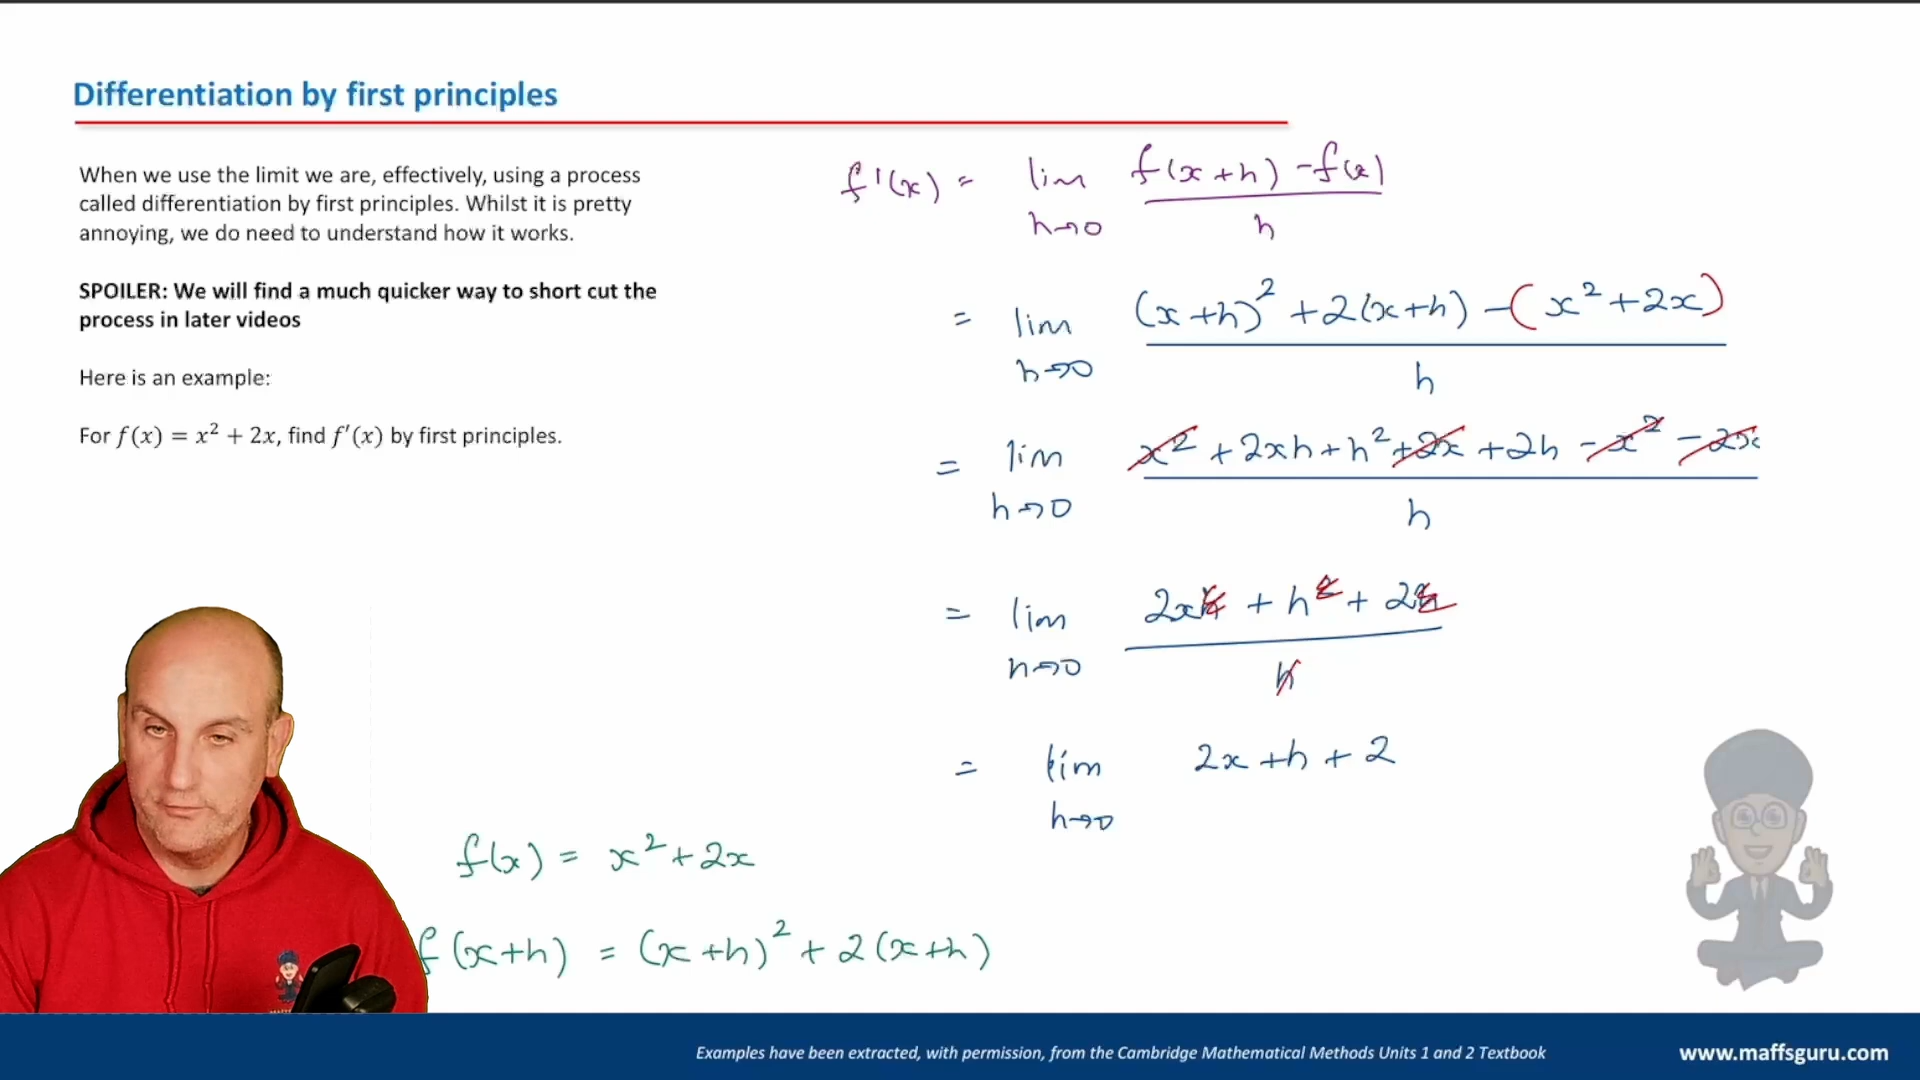 Differentiation by first principles
When we use the limit we are, effectively, using a process
called differentiation by first principles. Whilst it is pretty
annoying, we do need to understand how it works.
SPOILER: We will find a much quicker way to short cut the
process in later videos
Here is an example:
For f(x) = x² + 2x, find f′(x) by first principles.
f'(x) = lim h→0 f(x+h) - f(x) / h
= lim h→0 (x+h)² + 2(x+h) - (x² + 2x) / h
= lim h→0 x² + 2xh + h² + 2x + 2h - x² - 2x / h
= lim h→0 2xh + h² + 2h / h
= lim h→0 2x + h + 2
f(x) = x² + 2x
f(x+h) = (x+h)² + 2(x+h)
Examples have been extracted, with permission, from the Cambridge Mathematical Methods Units 1 and 2 Textbook
www.maffsguru.com